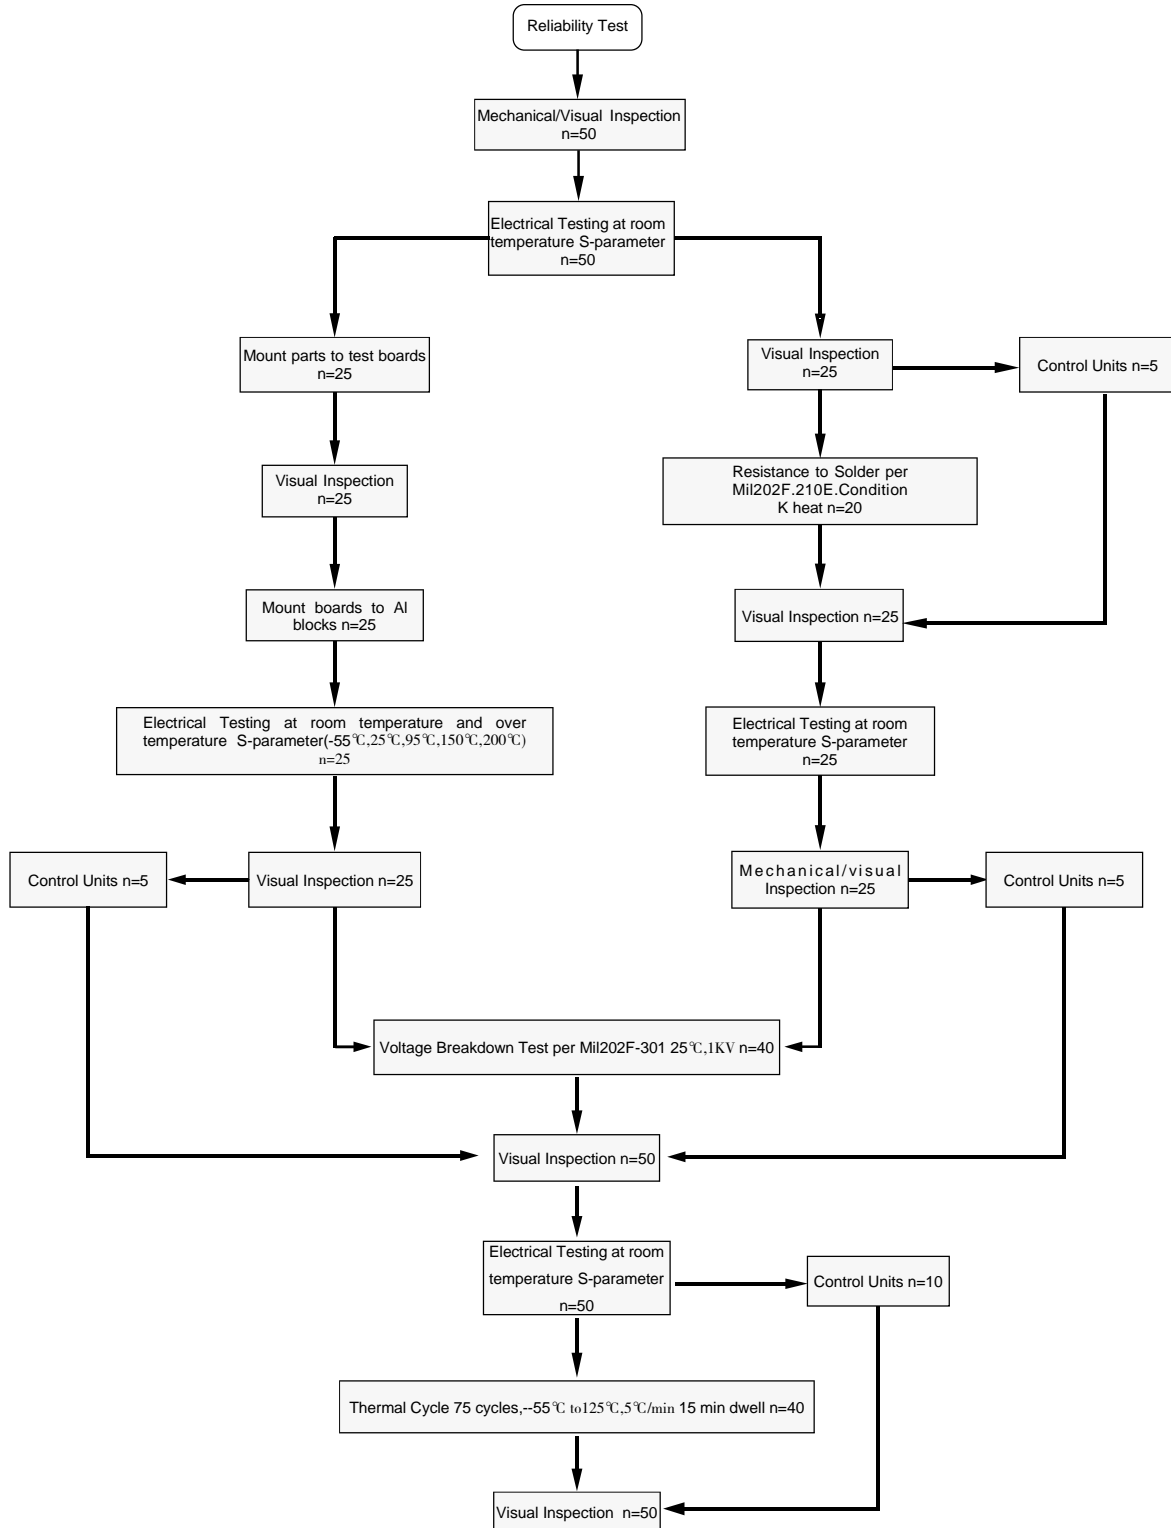 Reliability Test
Mechanical/Visual Inspection
n=50
Electrical Testing at room
temperature S-parameter
n=50
Mount parts to test boards
n=25
Visual Inspection
n=25
Control Units n=5
Visual Inspection
n=25
Resistance to Solder per
Mil202F.210E.Condition
K heat n=20
Mount boards to Al
blocks n=25
Visual Inspection n=25
Electrical Testing at room temperature and over
temperature S-parameter(-55℃,25℃,95℃,150℃,200℃)
n=25
Electrical Testing at room
temperature S-parameter
n=25
Control Units n=5
Visual Inspection n=25
Mechanical/visual
Inspection n=25
Control Units n=5
Voltage Breakdown Test per Mil202F-301 25℃,1KV n=40
Visual Inspection n=50
Electrical Testing at room
temperature S-parameter
n=50
Control Units n=10
Thermal Cycle 75 cycles,--55℃ to125℃,5℃/min 15 min dwell n=40
Visual Inspection n=50